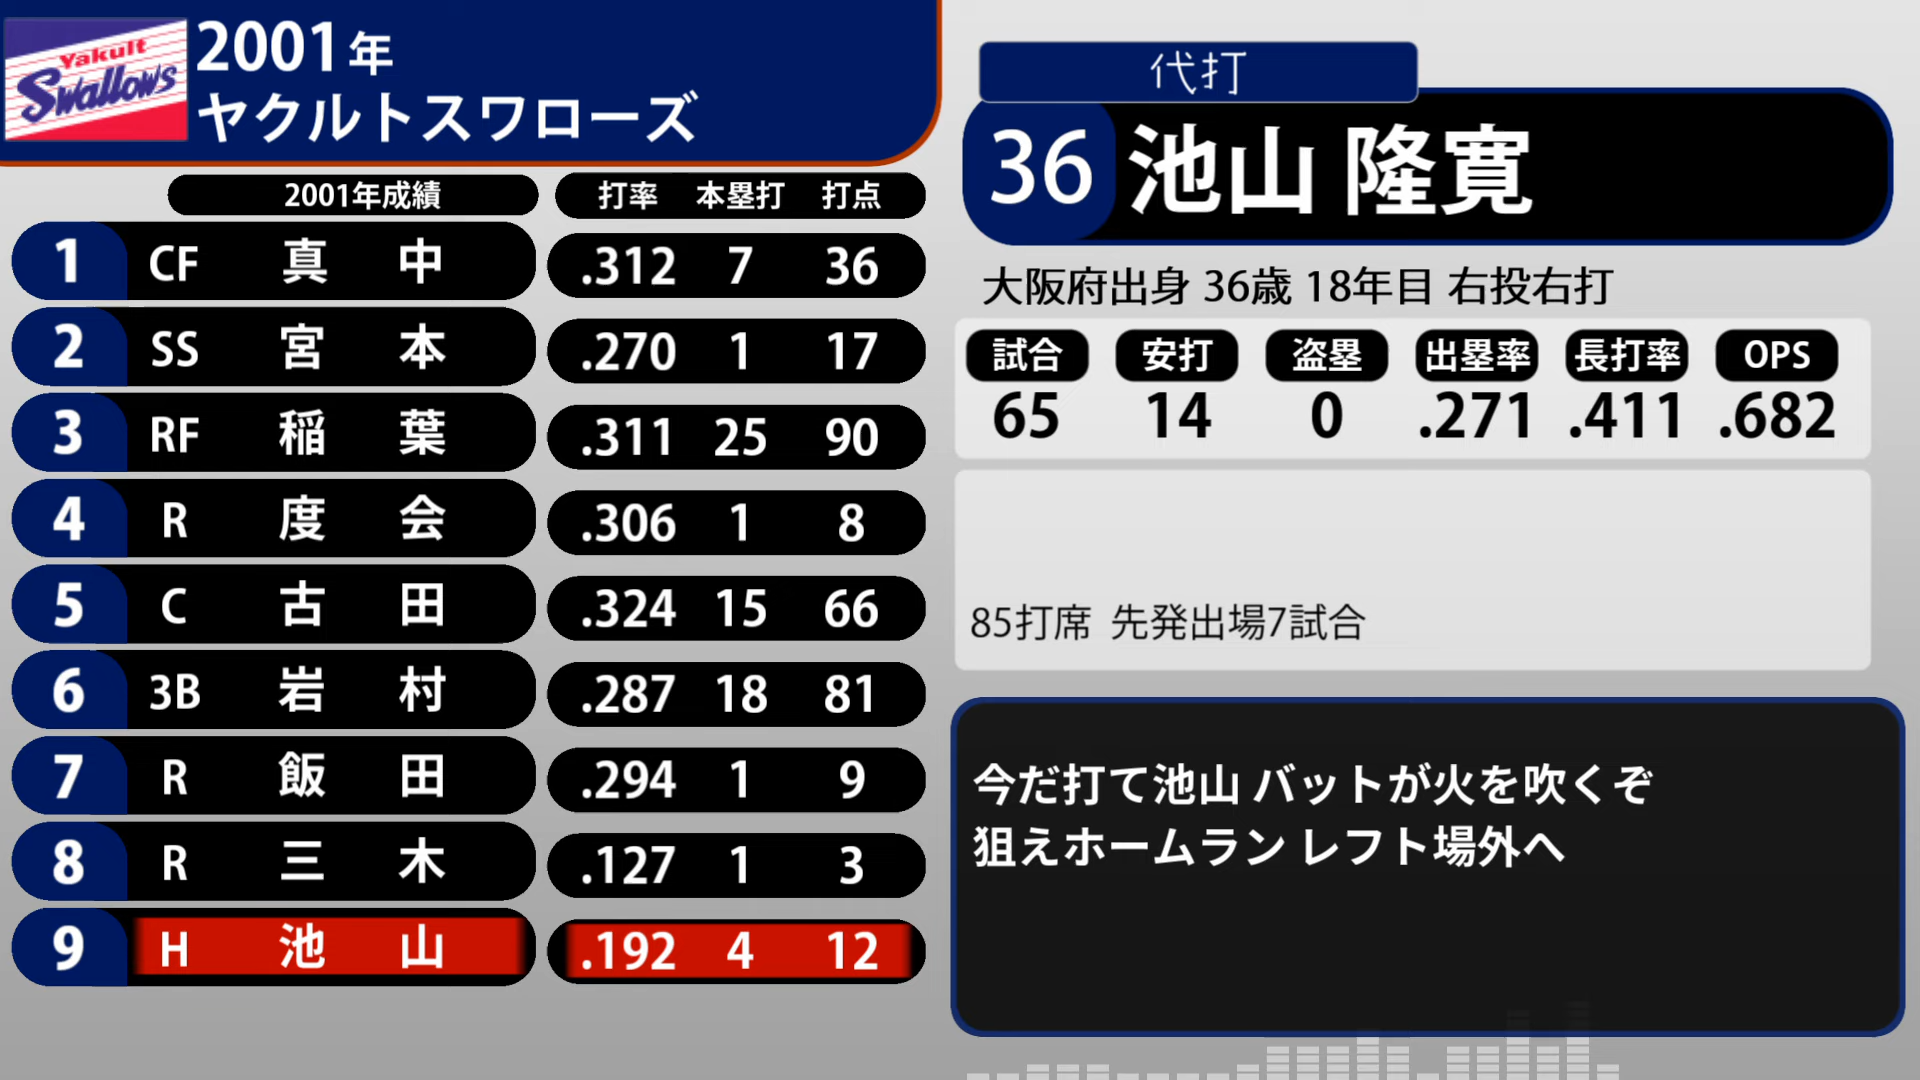 Yakult
Swallows
2001年
ヤクルトスワローズ
2001年成績 打率 本塁打 打点
1 CF 真中 .312 7 36
2 SS 宮本 .270 1 17
3 RF 稲葉 .311 25 90
4 R 度会 .306 1 8
5 C 古田 .324 15 66
6 3B 岩村 .287 18 81
7 R 飯田 .294 1 9
8 R 三木 .127 1 3
9 H 池山 .192 4 12
代打
36 池山 隆寛
大阪府出身 36歳 18年目 右投右打
試合 安打 盗塁 出塁率 長打率 OPS
65 14 0 .271 .411 .682
85打席 先発出場7試合
今だ打て池山 バットが火を吹くぞ
狙えホームラン レフト場外へ